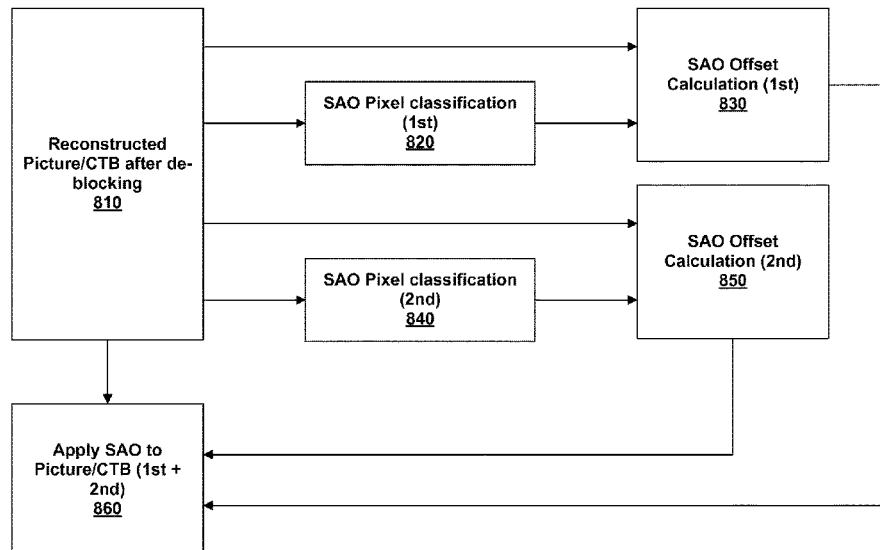 Reconstructed
Picture/CTB after de-
blocking
810
SAO Pixel classification
(1st)
820
SAO Offset
Calculation (1st)
830
SAO Pixel classification
(2nd)
840
SAO Offset
Calculation (2nd)
850
Apply SAO to
Picture/CTB (1st +
2nd)
860